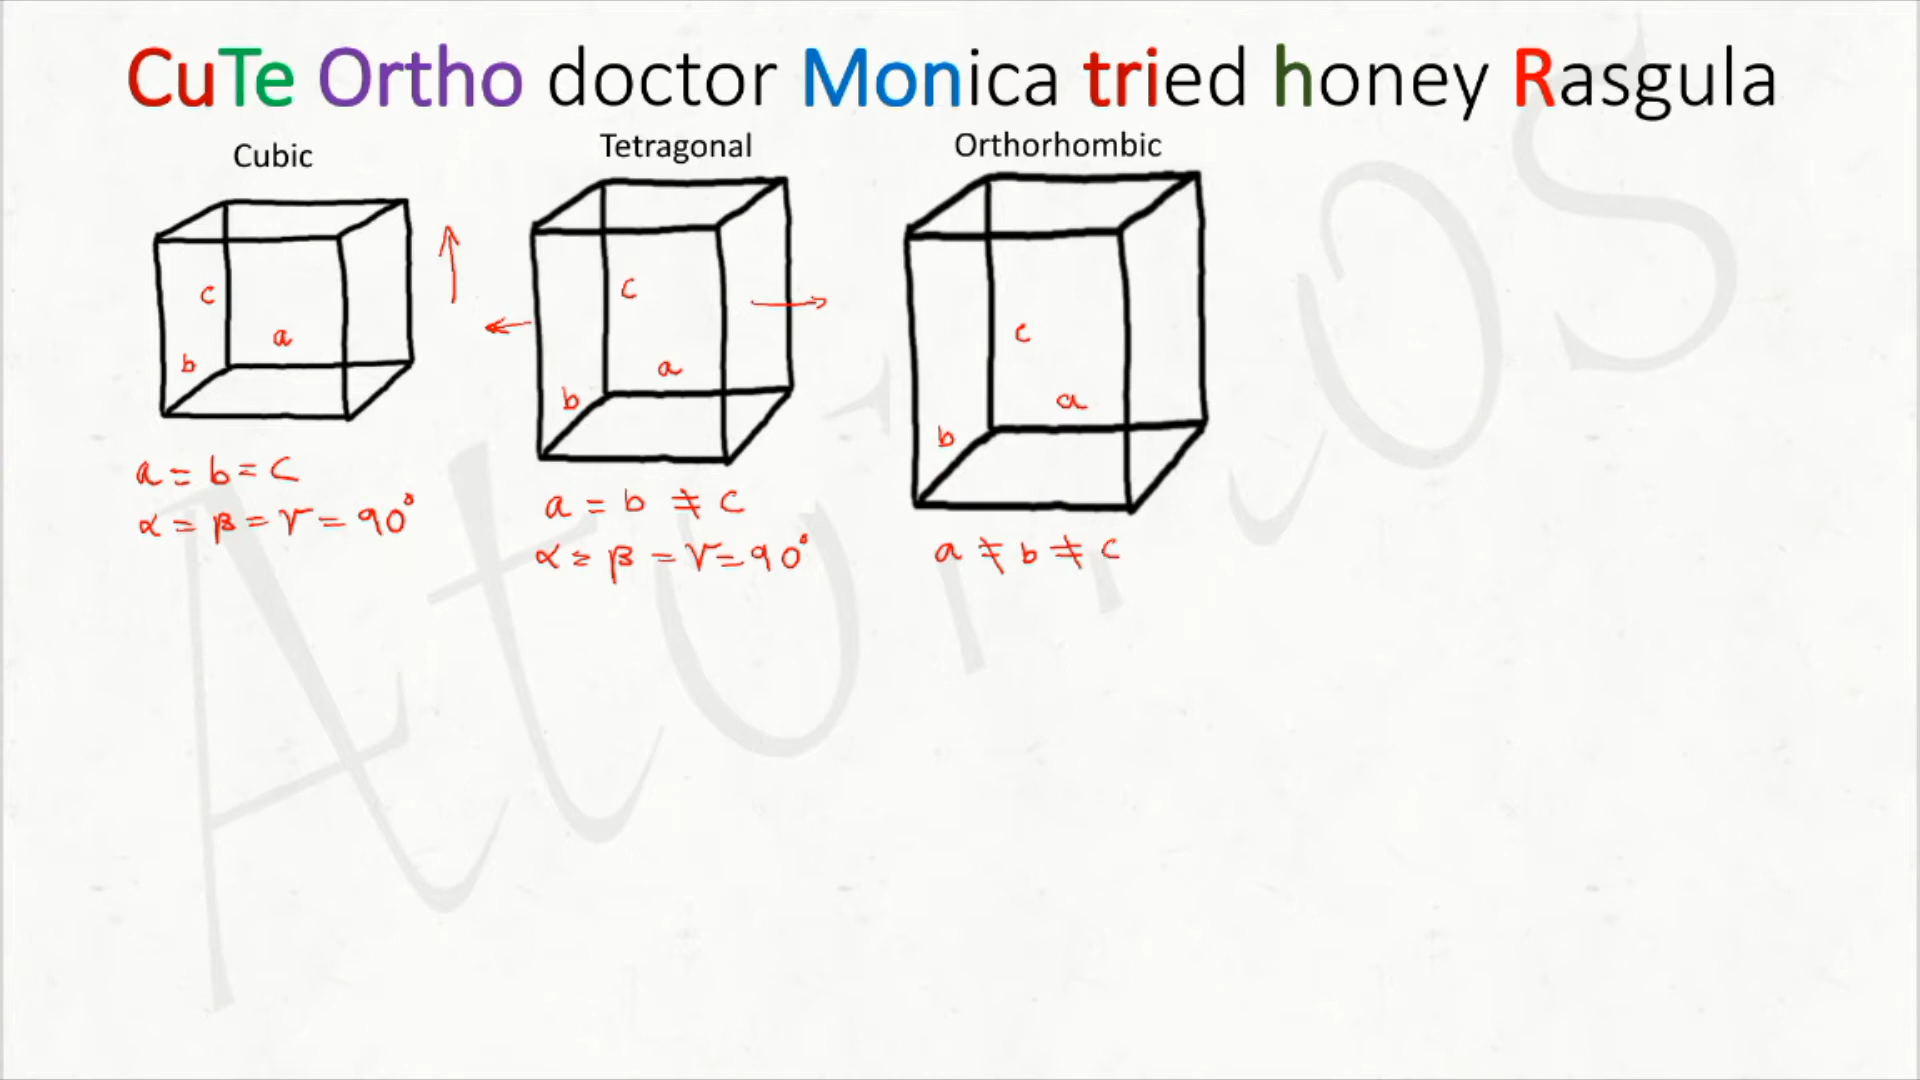 CuTe Ortho doctor Monica tried honey Rasgula
Cubic
Tetragonal
Orthorhombic
c
a
b
c
a
b
c
a
b
a = b = c
α = β = γ = 90°
a = b ≠ c
α = β = γ = 90°
a ≠ b ≠ c
Atomos